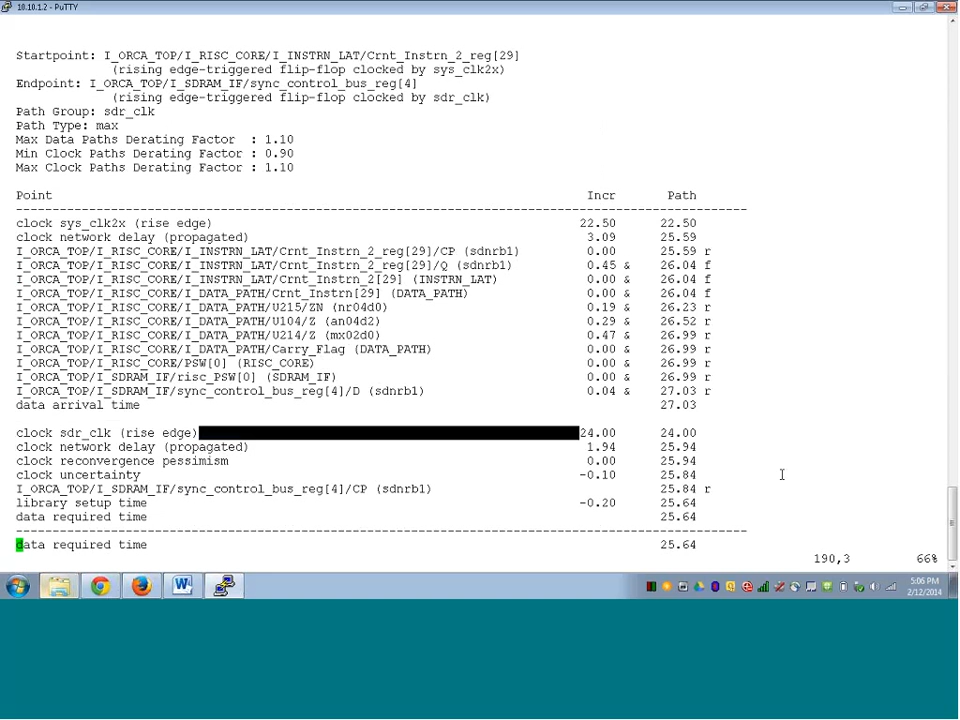 10.10.1.2 - PuTTY
Startpoint: I_ORCA_TOP/I_RISC_CORE/I_INSTRN_LAT/Crnt_Instrn_2_reg[29]
(rising edge-triggered flip-flop clocked by sys_clk2x)
Endpoint: I_ORCA_TOP/I_SDRAM_IF/sync_control_bus_reg[4]
(rising edge-triggered flip-flop clocked by sdr_clk)
Path Group: sdr_clk
Path Type: max
Max Data Paths Derating Factor : 1.10
Min Clock Paths Derating Factor : 0.90
Max Clock Paths Derating Factor : 1.10
Point Incr Path
--------------------------------------------------------------------------------
clock sys_clk2x (rise edge) 22.50 22.50
clock network delay (propagated) 3.09 25.59
I_ORCA_TOP/I_RISC_CORE/I_INSTRN_LAT/Crnt_Instrn_2_reg[29]/CP (sdnrb1) 0.00 25.59 r
I_ORCA_TOP/I_RISC_CORE/I_INSTRN_LAT/Crnt_Instrn_2_reg[29]/Q (sdnrb1) 0.45 & 26.04 f
I_ORCA_TOP/I_RISC_CORE/I_INSTRN_LAT/Crnt_Instrn_2[29] (INSTRN_LAT) 0.00 & 26.04 f
I_ORCA_TOP/I_RISC_CORE/I_DATA_PATH/Crnt_Instrn[29] (DATA_PATH) 0.00 & 26.04 f
I_ORCA_TOP/I_RISC_CORE/I_DATA_PATH/U215/ZN (nr04d0) 0.19 & 26.23 r
I_ORCA_TOP/I_RISC_CORE/I_DATA_PATH/U104/Z (an04d2) 0.29 & 26.52 r
I_ORCA_TOP/I_RISC_CORE/I_DATA_PATH/U214/Z (mx02d0) 0.47 & 26.99 r
I_ORCA_TOP/I_RISC_CORE/I_DATA_PATH/Carry_Flag (DATA_PATH) 0.00 & 26.99 r
I_ORCA_TOP/I_RISC_CORE/PSW[0] (RISC_CORE) 0.00 & 26.99 r
I_ORCA_TOP/I_SDRAM_IF/risc_PSW[0] (SDRAM_IF) 0.00 & 26.99 r
I_ORCA_TOP/I_SDRAM_IF/sync_control_bus_reg[4]/D (sdnrb1) 0.04 & 27.03 r
data arrival time 27.03
clock sdr_clk (rise edge) 24.00 24.00
clock network delay (propagated) 1.94 25.94
clock reconvergence pessimism 0.00 25.94
clock uncertainty -0.10 25.84
I_ORCA_TOP/I_SDRAM_IF/sync_control_bus_reg[4]/CP (sdnrb1) 25.84 r
library setup time -0.20 25.64
data required time 25.64
--------------------------------------------------------------------------------
data required time 25.64
190,3 66%
5:06 PM
2/12/2014